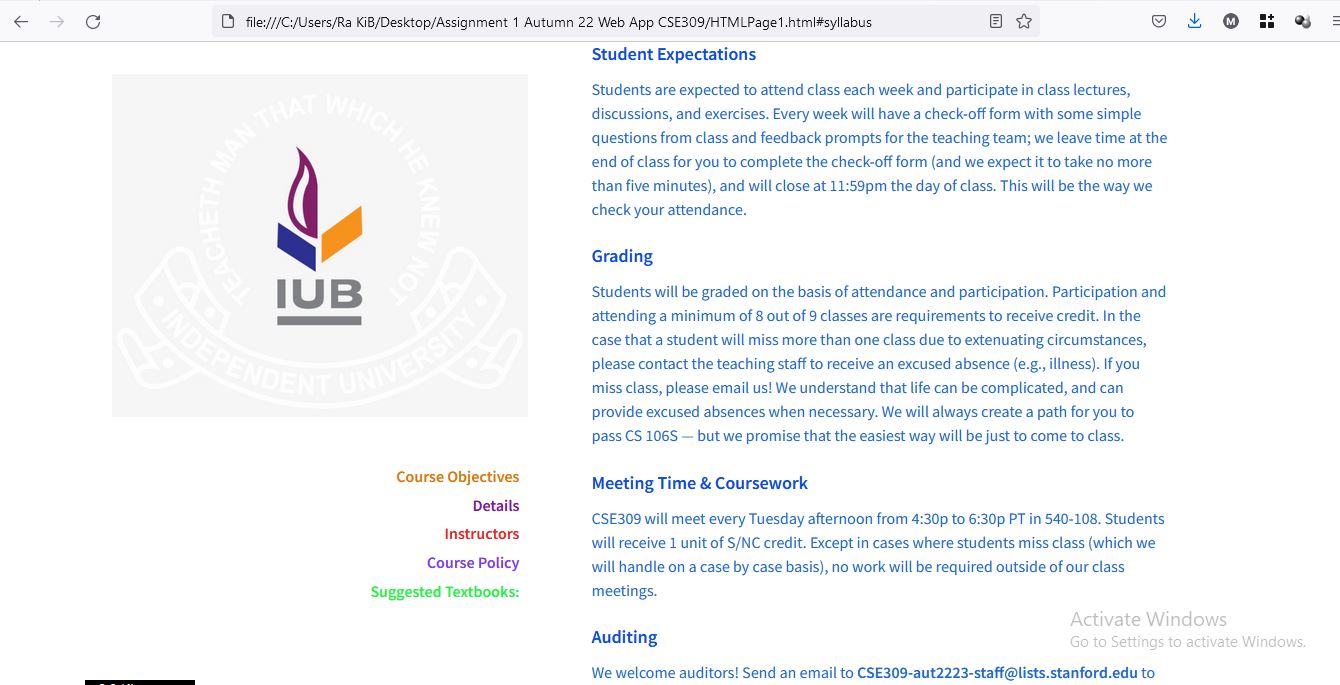 file:///C:/Users/Ra KiB/Desktop/Assignment 1 Autumn 22 Web App CSE309/HTMLPage1.html#syllabus
M
TEACHETH MAN THAT WHICH HE KNEW NOT
IUB
INDEPENDENT UNIVERSITY
Course Objectives
Details
Instructors
Course Policy
Suggested Textbooks:
Student Expectations
Students are expected to attend class each week and participate in class lectures,
discussions, and exercises. Every week will have a check-off form with some simple
questions from class and feedback prompts for the teaching team; we leave time at the
end of class for you to complete the check-off form (and we expect it to take no more
than five minutes), and will close at 11:59pm the day of class. This will be the way we
check your attendance.
Grading
Students will be graded on the basis of attendance and participation. Participation and
attending a minimum of 8 out of 9 classes are requirements to receive credit. In the
case that a student will miss more than one class due to extenuating circumstances,
please contact the teaching staff to receive an excused absence (e.g., illness). If you
miss class, please email us! We understand that life can be complicated, and can
provide excused absences when necessary. We will always create a path for you to
pass CS 106S — but we promise that the easiest way will be just to come to class.
Meeting Time & Coursework
CSE309 will meet every Tuesday afternoon from 4:30p to 6:30p PT in 540-108. Students
will receive 1 unit of S/NC credit. Except in cases where students miss class (which we
will handle on a case by case basis), no work will be required outside of our class
meetings.
Auditing
We welcome auditors! Send an email to CSE309-aut2223-staff@lists.stanford.edu to
Activate Windows
Go to Settings to activate Windows.